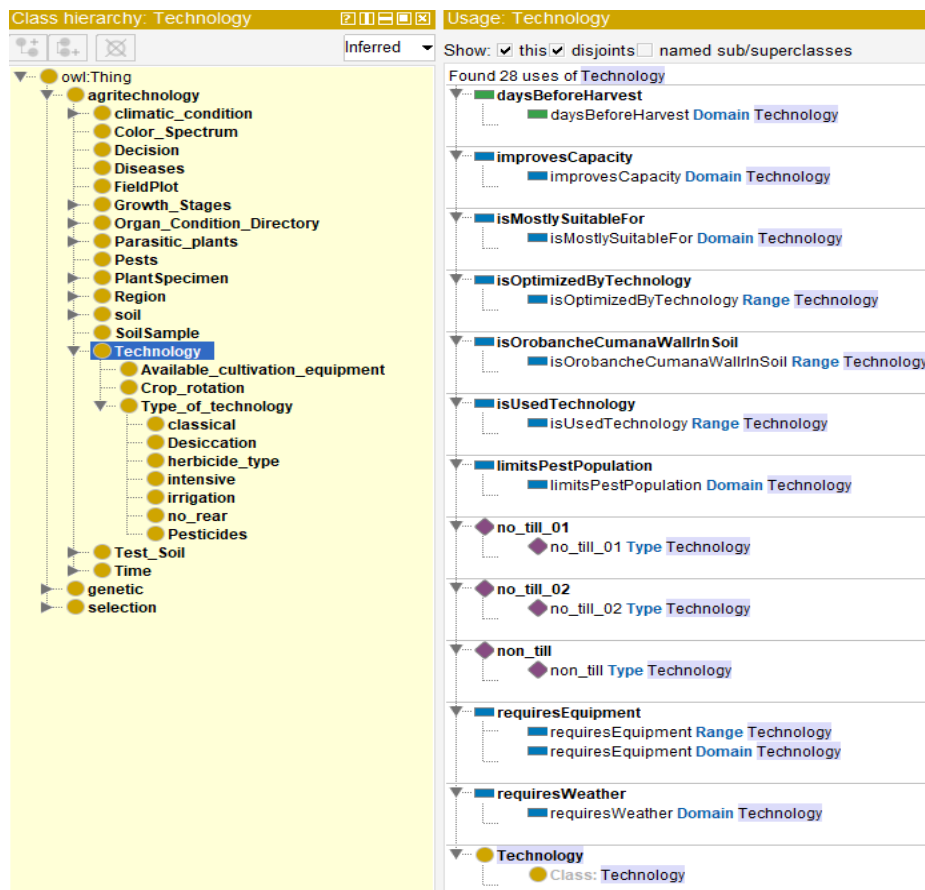 Class hierarchy: Technology
Inferred
owl:Thing
agritechnology
climatic_condition
Color_Spectrum
Decision
Diseases
FieldPlot
Growth_Stages
Organ_Condition_Directory
Parasitic_plants
Pests
PlantSpecimen
Region
soil
SoilSample
Technology
Available_cultivation_equipment
Crop_rotation
Type_of_technology
classical
Desiccation
herbicide_type
intensive
irrigation
no_rear
Pesticides
Test_Soil
Time
genetic
selection
Usage: Technology
Show: this disjoints named sub/superclasses
Found 28 uses of Technology
daysBeforeHarvest
daysBeforeHarvest Domain Technology
improvesCapacity
improvesCapacity Domain Technology
isMostlySuitableFor
isMostlySuitableFor Domain Technology
isOptimizedByTechnology
isOptimizedByTechnology Range Technology
isOrobancheCumanaWallrInSoil
isOrobancheCumanaWallrInSoil Range Technology
isUsedTechnology
isUsedTechnology Range Technology
limitsPestPopulation
limitsPestPopulation Domain Technology
no_till_01
no_till_01 Type Technology
no_till_02
no_till_02 Type Technology
non_till
non_till Type Technology
requiresEquipment
requiresEquipment Range Technology
requiresEquipment Domain Technology
requiresWeather
requiresWeather Domain Technology
Technology
Class: Technology